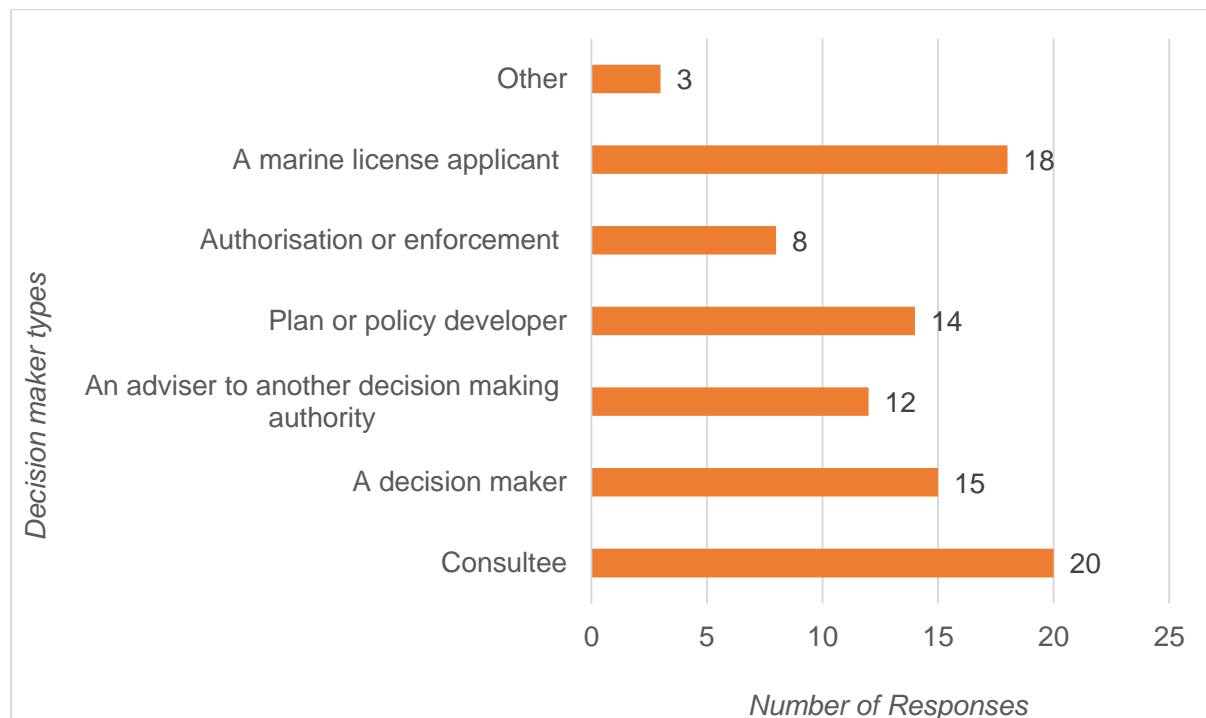 Decision maker types
Other
3
A marine license applicant
18
Authorisation or enforcement
8
Plan or policy developer
14
An adviser to another decision making
authority
12
A decision maker
15
Consultee
20
0 5 10 15 20 25
Number of Responses